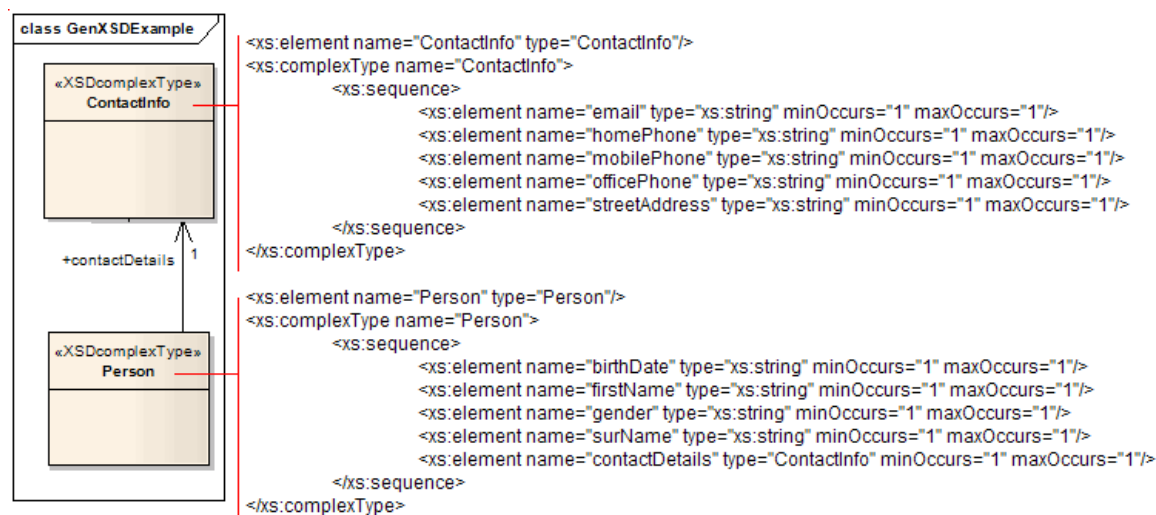 class GenXSDExample
«XSDcomplexType»
ContactInfo
+contactDetails
1
«XSDcomplexType»
Person
<xs:element name="ContactInfo" type="ContactInfo"/>
<xs:complexType name="ContactInfo">
<xs:sequence>
<xs:element name="email" type="xs:string" minOccurs="1" maxOccurs="1"/>
<xs:element name="homePhone" type="xs:string" minOccurs="1" maxOccurs="1"/>
<xs:element name="mobilePhone" type="xs:string" minOccurs="1" maxOccurs="1"/>
<xs:element name="officePhone" type="xs:string" minOccurs="1" maxOccurs="1"/>
<xs:element name="streetAddress" type="xs:string" minOccurs="1" maxOccurs="1"/>
</xs:sequence>
</xs:complexType>
<xs:element name="Person" type="Person"/>
<xs:complexType name="Person">
<xs:sequence>
<xs:element name="birthDate" type="xs:string" minOccurs="1" maxOccurs="1"/>
<xs:element name="firstName" type="xs:string" minOccurs="1" maxOccurs="1"/>
<xs:element name="gender" type="xs:string" minOccurs="1" maxOccurs="1"/>
<xs:element name="surName" type="xs:string" minOccurs="1" maxOccurs="1"/>
<xs:element name="contactDetails" type="ContactInfo" minOccurs="1" maxOccurs="1"/>
</xs:sequence>
</xs:complexType>